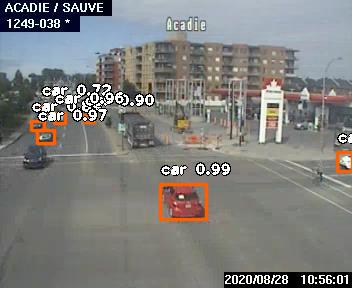 ACADIE / SAUVE
1249-038 *
Acadie
car 0.72
car 0.96
0.90
car 0.97
car 0.99
ca
2020/08/28 10:56:01